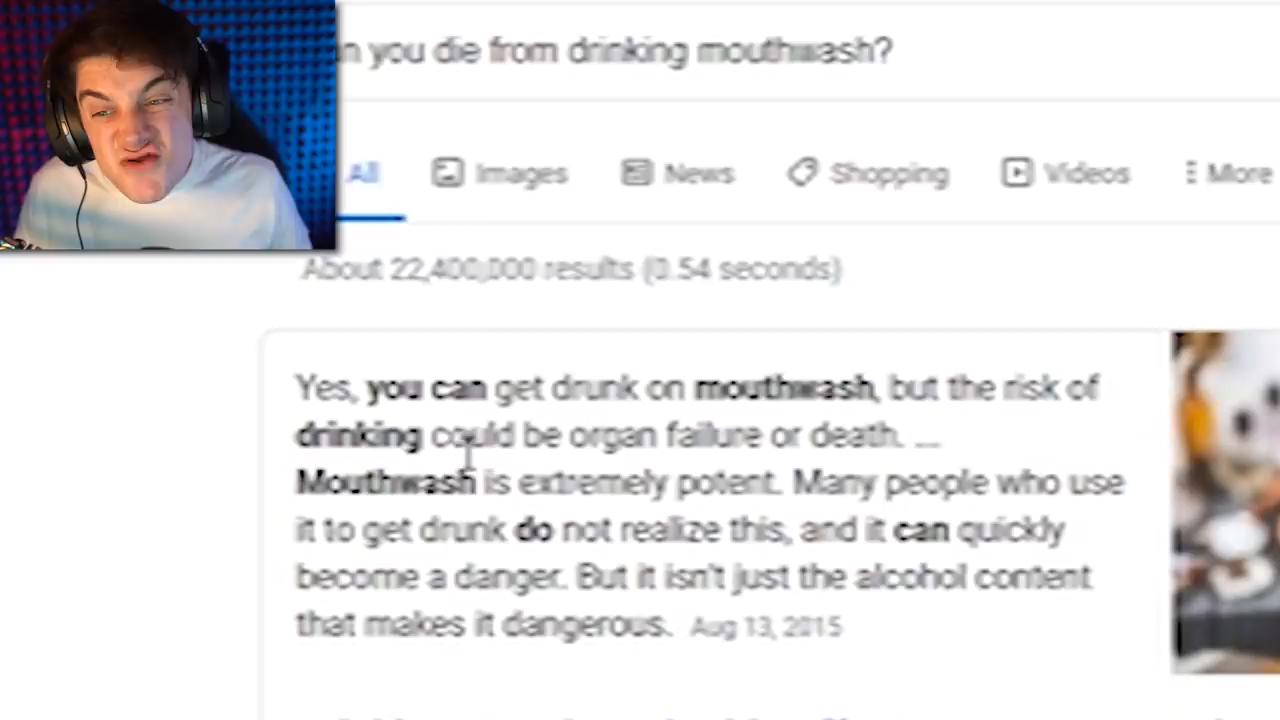 you die from drinking mouthwash?
All Images News Shopping Videos More
About 22,400,000 results (0.54 seconds)
Yes, you can get drunk on mouthwash, but the risk of
drinking could be organ failure or death. ...
Mouthwash is extremely potent. Many people who use
it to get drunk do not realize this, and it can quickly
become a danger. But it isn't just the alcohol content
that makes it dangerous. Aug 13, 2015